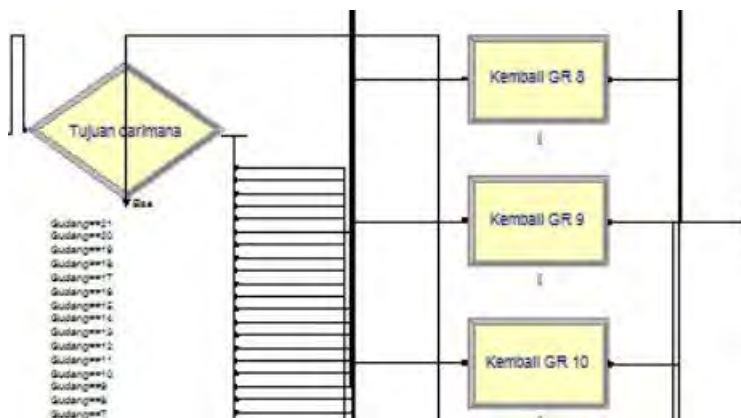 Kembali GR 8
Tujuan darimana
Else
Gudang==21
Gudang==20
Gudang==19
Gudang==18
Gudang==17
Gudang==16
Gudang==15
Gudang==14
Gudang==13
Gudang==12
Gudang==11
Gudang==10
Gudang==9
Gudang==8
Gudang==7
Kembali GR 9
Kembali GR 10